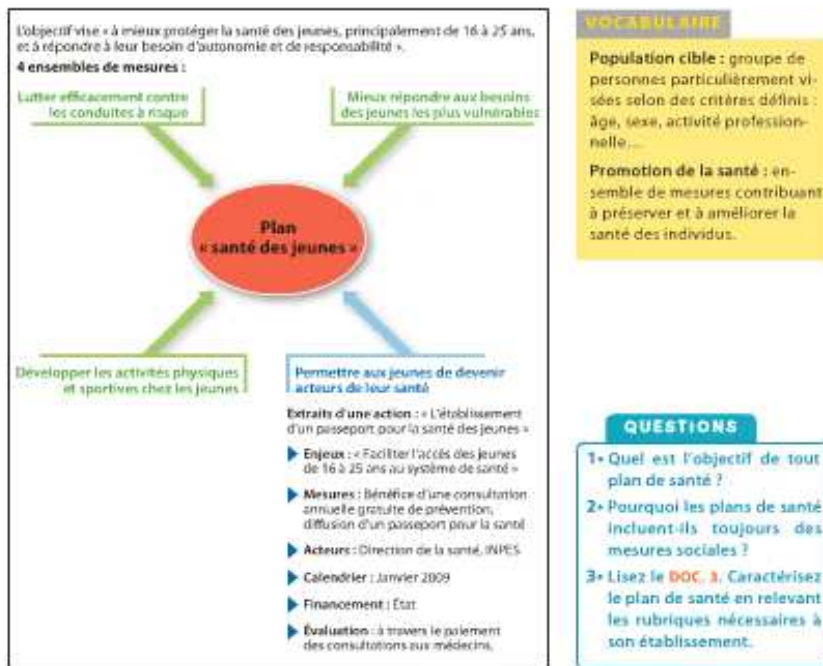 L'objectif vise « à mieux protéger la santé des jeunes, principalement de 16 à 25 ans,
et à répondre à leur besoin d'autonomie et de responsabilité ».
4 ensembles de mesures :
Lutter efficacement contre
les conduites à risque
Mieux répondre aux besoins
des jeunes les plus vulnérables
Plan
« santé des jeunes »
Développer les activités physiques
et sportives chez les jeunes
Permettre aux jeunes de devenir
acteurs de leur santé
Extraits d'une action : « L'établissement
d'un passeport pour la santé des jeunes »
Enjeux : « Faciliter l'accès des jeunes
de 16 à 25 ans au système de santé »
Mesures : Bénéfice d'une consultation
annuelle gratuite de prévention,
diffusion d'un passeport pour la santé
Acteurs : Direction de la santé, INPES
Calendrier : Janvier 2009
Financement : État
Évaluation : à travers le paiement
des consultations aux médecins.
VOCABULAIRE
Population cible : groupe de
personnes particulièrement vi-
sées selon des critères définis :
âge, sexe, activité profession-
nelle...
Promotion de la santé : en-
semble de mesures contribuant
à préserver et à améliorer la
santé des individus.
QUESTIONS
1• Quel est l'objectif de tout
plan de santé ?
2• Pourquoi les plans de santé
incluent-ils toujours des
mesures sociales ?
3• Lisez le DOC. 3. Caractérisez
le plan de santé en relevant
les rubriques nécessaires à
son établissement.